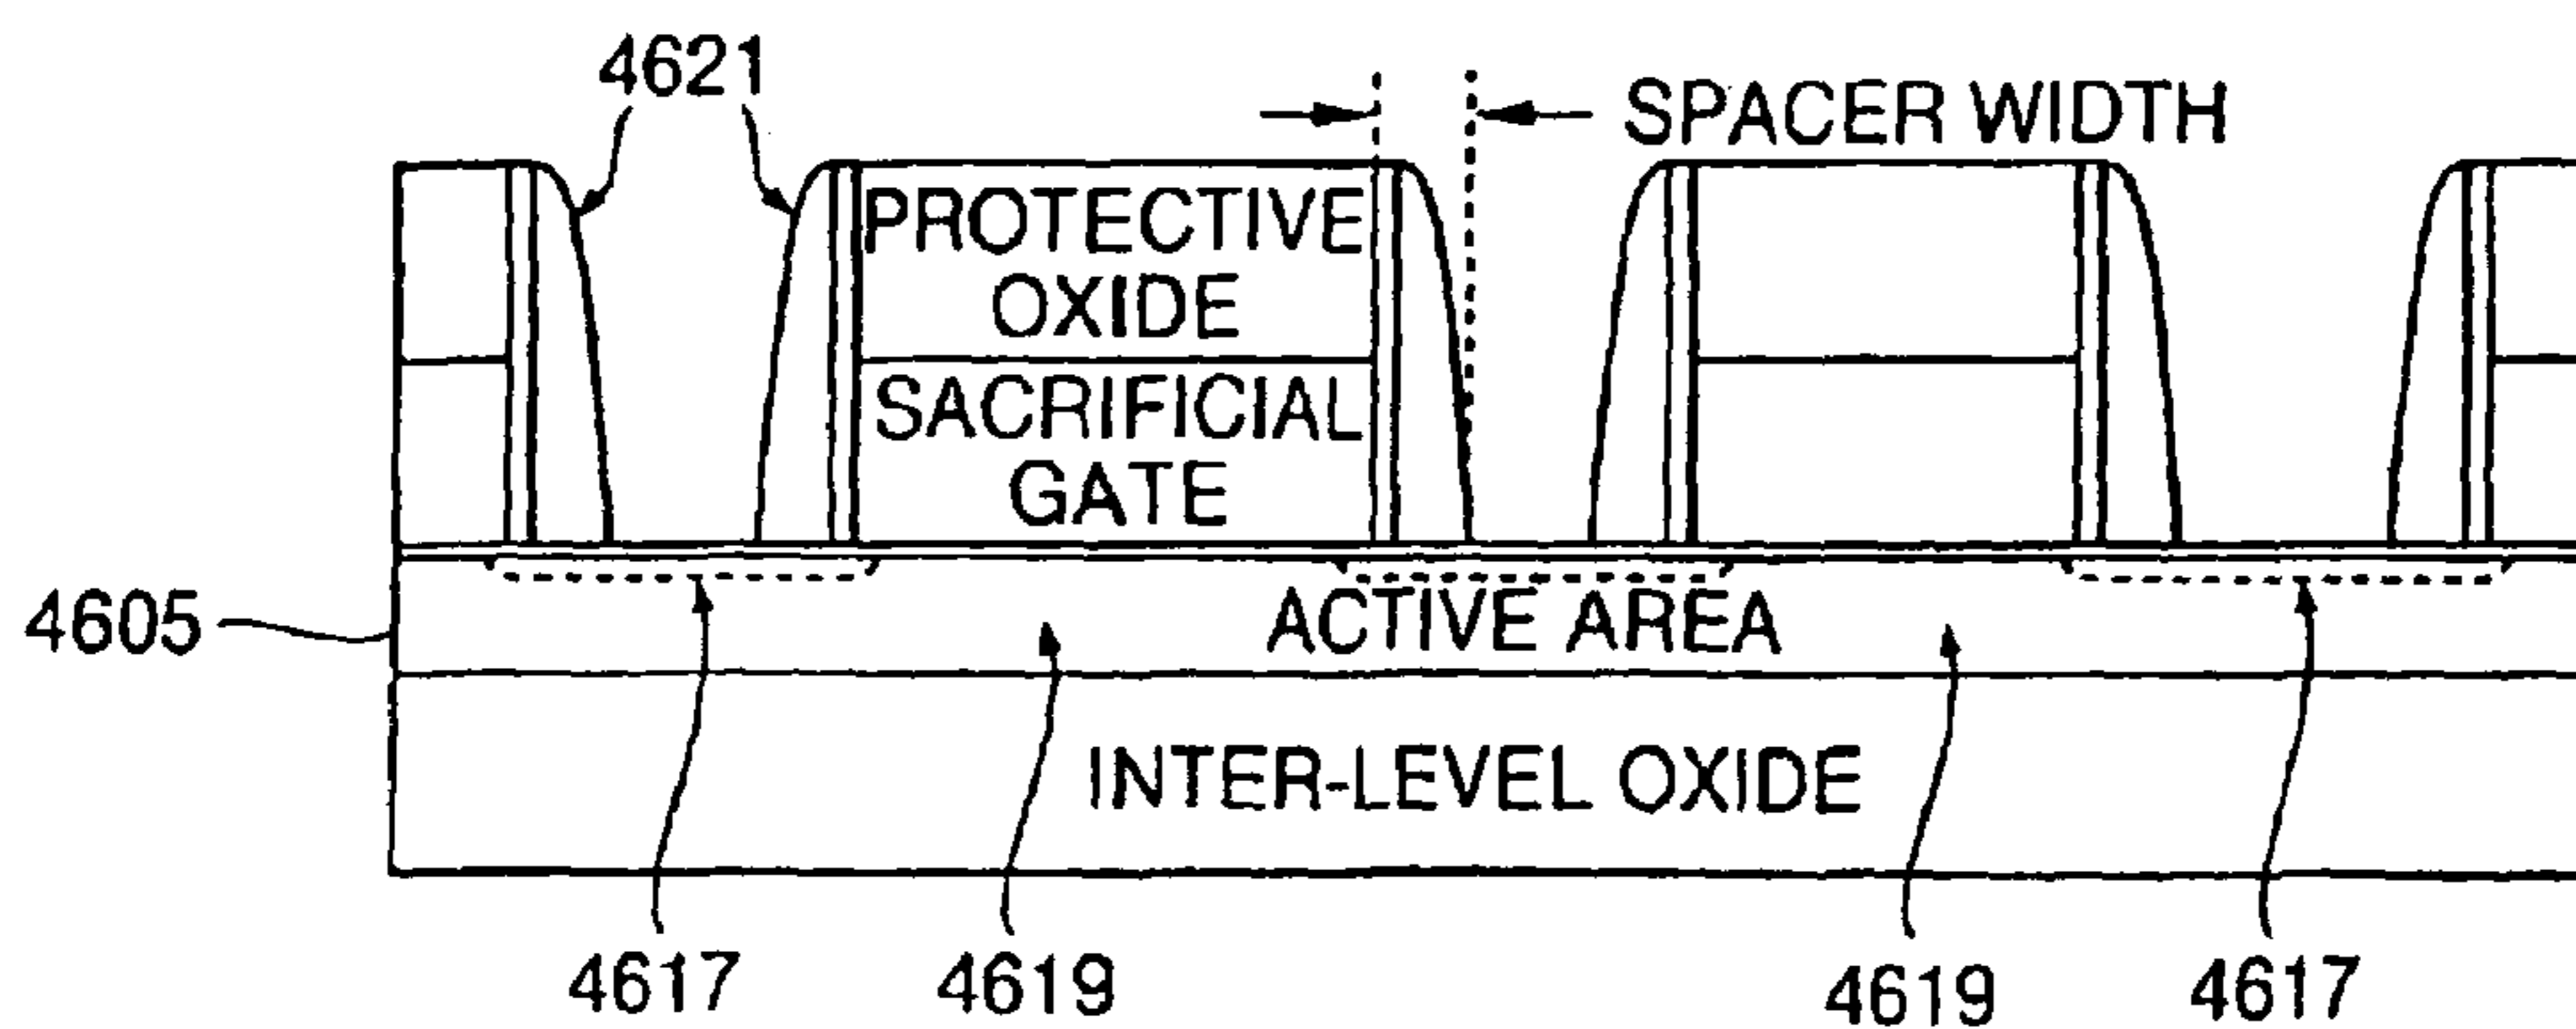 4621
SPACER WIDTH
PROTECTIVE
OXIDE
SACRIFICIAL
GATE
4605
ACTIVE AREA
INTER-LEVEL OXIDE
4617
4619
4619
4617